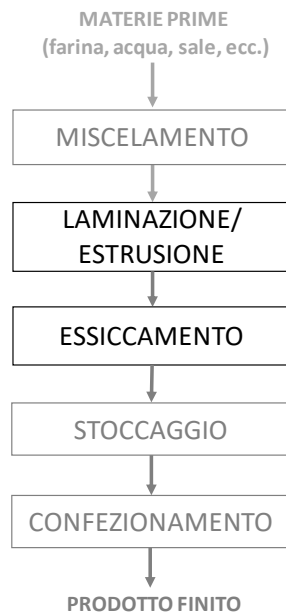 MATERIE PRIME
(farina, acqua, sale, ecc.)
MISCELAMENTO
LAMINAZIONE/
ESTRUSIONE
ESSICCAMENTO
STOCCAGGIO
CONFEZIONAMENTO
PRODOTTO FINITO